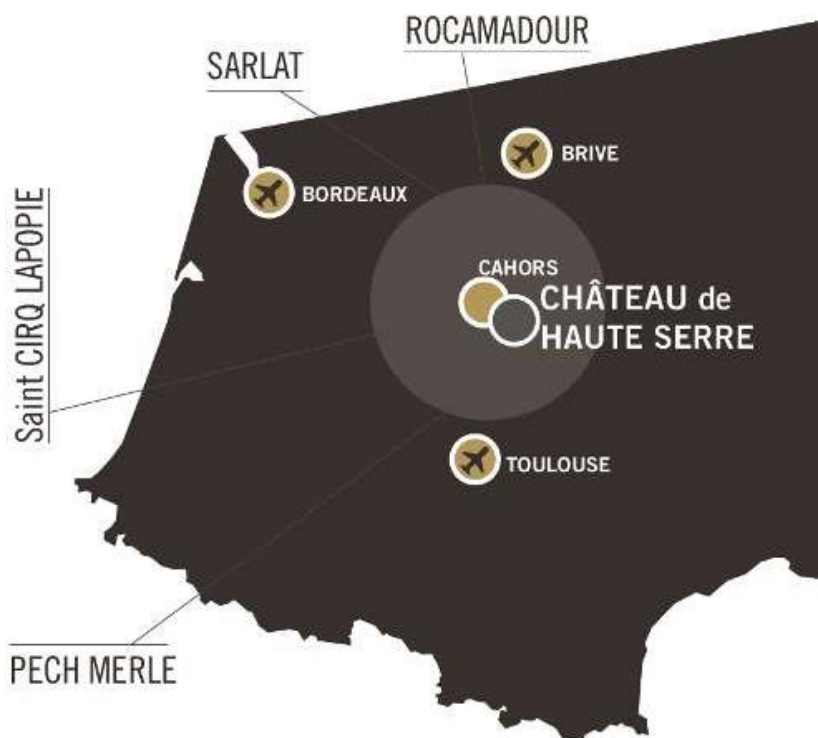 ROCAMADOUR
SARLAT
BRIVE
BORDEAUX
Saint CIRQ LAPOPIE
CAHORS
CHÂTEAU de
HAUTE SERRE
TOULOUSE
PECH MERLE